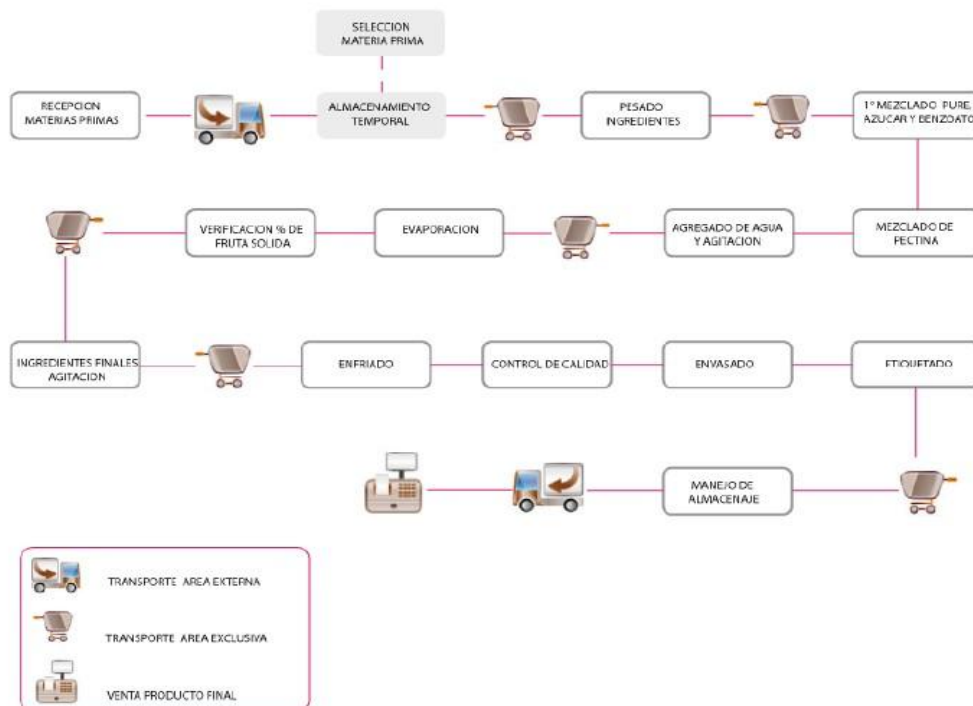 SELECCION
MATERIA PRIMA
RECEPCION
MATERIAS PRIMAS
ALMACENAMIENTO
TEMPORAL
PESADO
INGREDIENTES
1º MEZCLADO PURE,
AZUCAR Y BENZOATO
VERIFICACION % DE
FRUTA SOLIDA
EVAPORACION
AGREGADO DE AGUA
Y AGITACION
MEZCLADO DE
PECTINA
INGREDIENTES FINALES
AGITACION
ENFRIADO
CONTROL DE CALIDAD
ENVASADO
ETIQUETADO
MANEJO DE
ALMACENAJE
TRANSPORTE AREA EXTERNA
TRANSPORTE AREA EXCLUSIVA
VENTA PRODUCTO FINAL